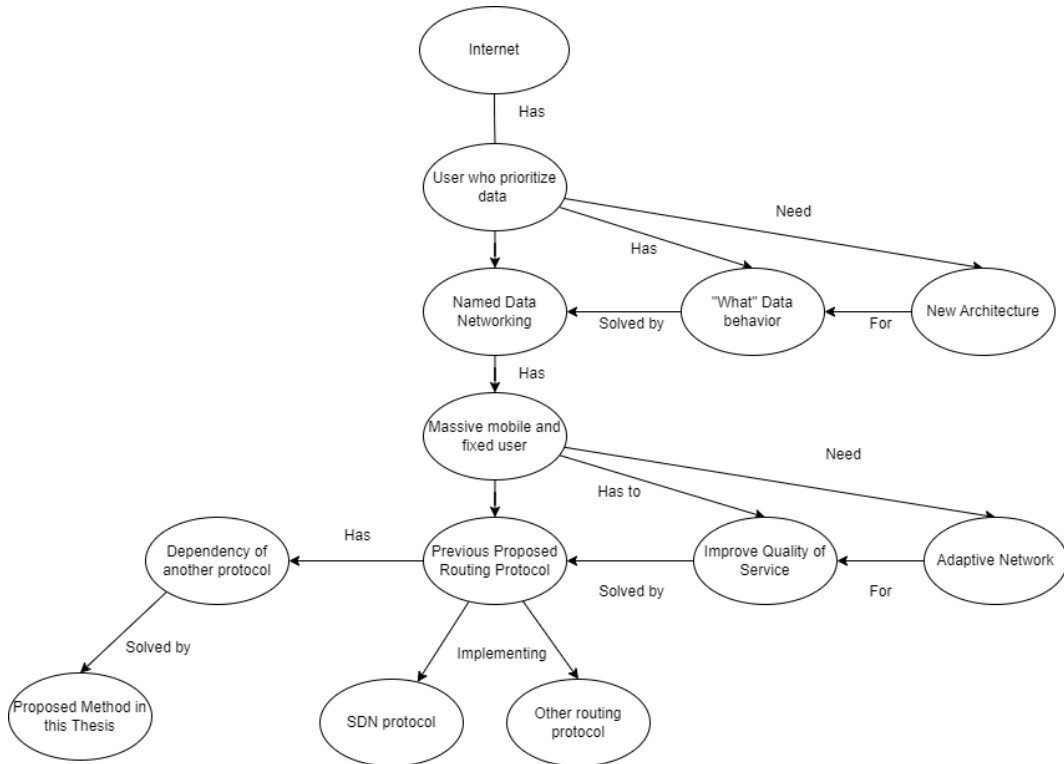 Internet
Has
User who prioritize
data
Need
Has
Named Data
Networking
Solved by
"What" Data
behavior
For
New Architecture
Has
Massive mobile and
fixed user
Need
Has to
Dependency of
another protocol
Has
Previous Proposed
Routing Protocol
Solved by
Improve Quality of
Service
For
Adaptive Network
Solved by
Implementing
Proposed Method in
this Thesis
SDN protocol
Other routing
protocol